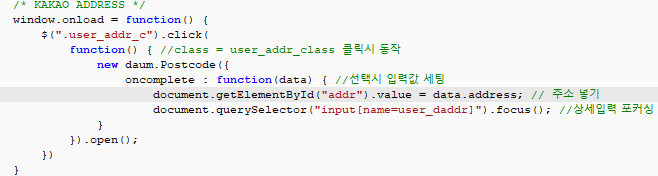 /* KAKAO ADDRESS */
window.onload = function() {
    $(".user_addr_c").click(
        function() { //class = user_addr_class 클릭시 동작
            new daum.Postcode({
                oncomplete : function(data) { //선택시 입력값 세팅
                    document.getElementById("addr").value = data.address; // 주소 넣기
                    document.querySelector("input[name=user_daddr]").focus(); //상세입력 포커싱
                }
            }).open();
        })
}